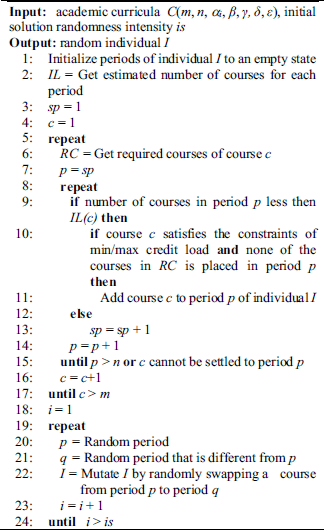 Input: academic curricula C(m, n, αi, β, γ, δ, ε), initial
solution randomness intensity is
Output: random individual I
1: Initialize periods of individual I to an empty state
2: IL = Get estimated number of courses for each
period
3: sp = 1
4: c = 1
5: repeat
6: RC = Get required courses of course c
7: p = sp
8: repeat
9: if number of courses in period p less then
IL(c) then
10: if course c satisfies the constraints of
min/max credit load and none of the
courses in RC is placed in period p
then
11: Add course c to period p of individual I
12: else
13: sp = sp + 1
14: p = p + 1
15: until p > n or c cannot be settled to period p
16: c = c+1
17: until c > m
18: i = 1
19: repeat
20: p = Random period
21: q = Random period that is different from p
22: I = Mutate I by randomly swapping a course
from period p to period q
23: i = i + 1
24: until i > is